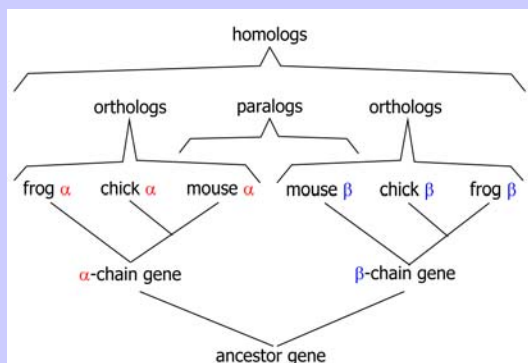 homologs
orthologs paralogs orthologs
frog α chick α mouse α mouse β chick β frog β
α-chain gene β-chain gene
ancestor gene